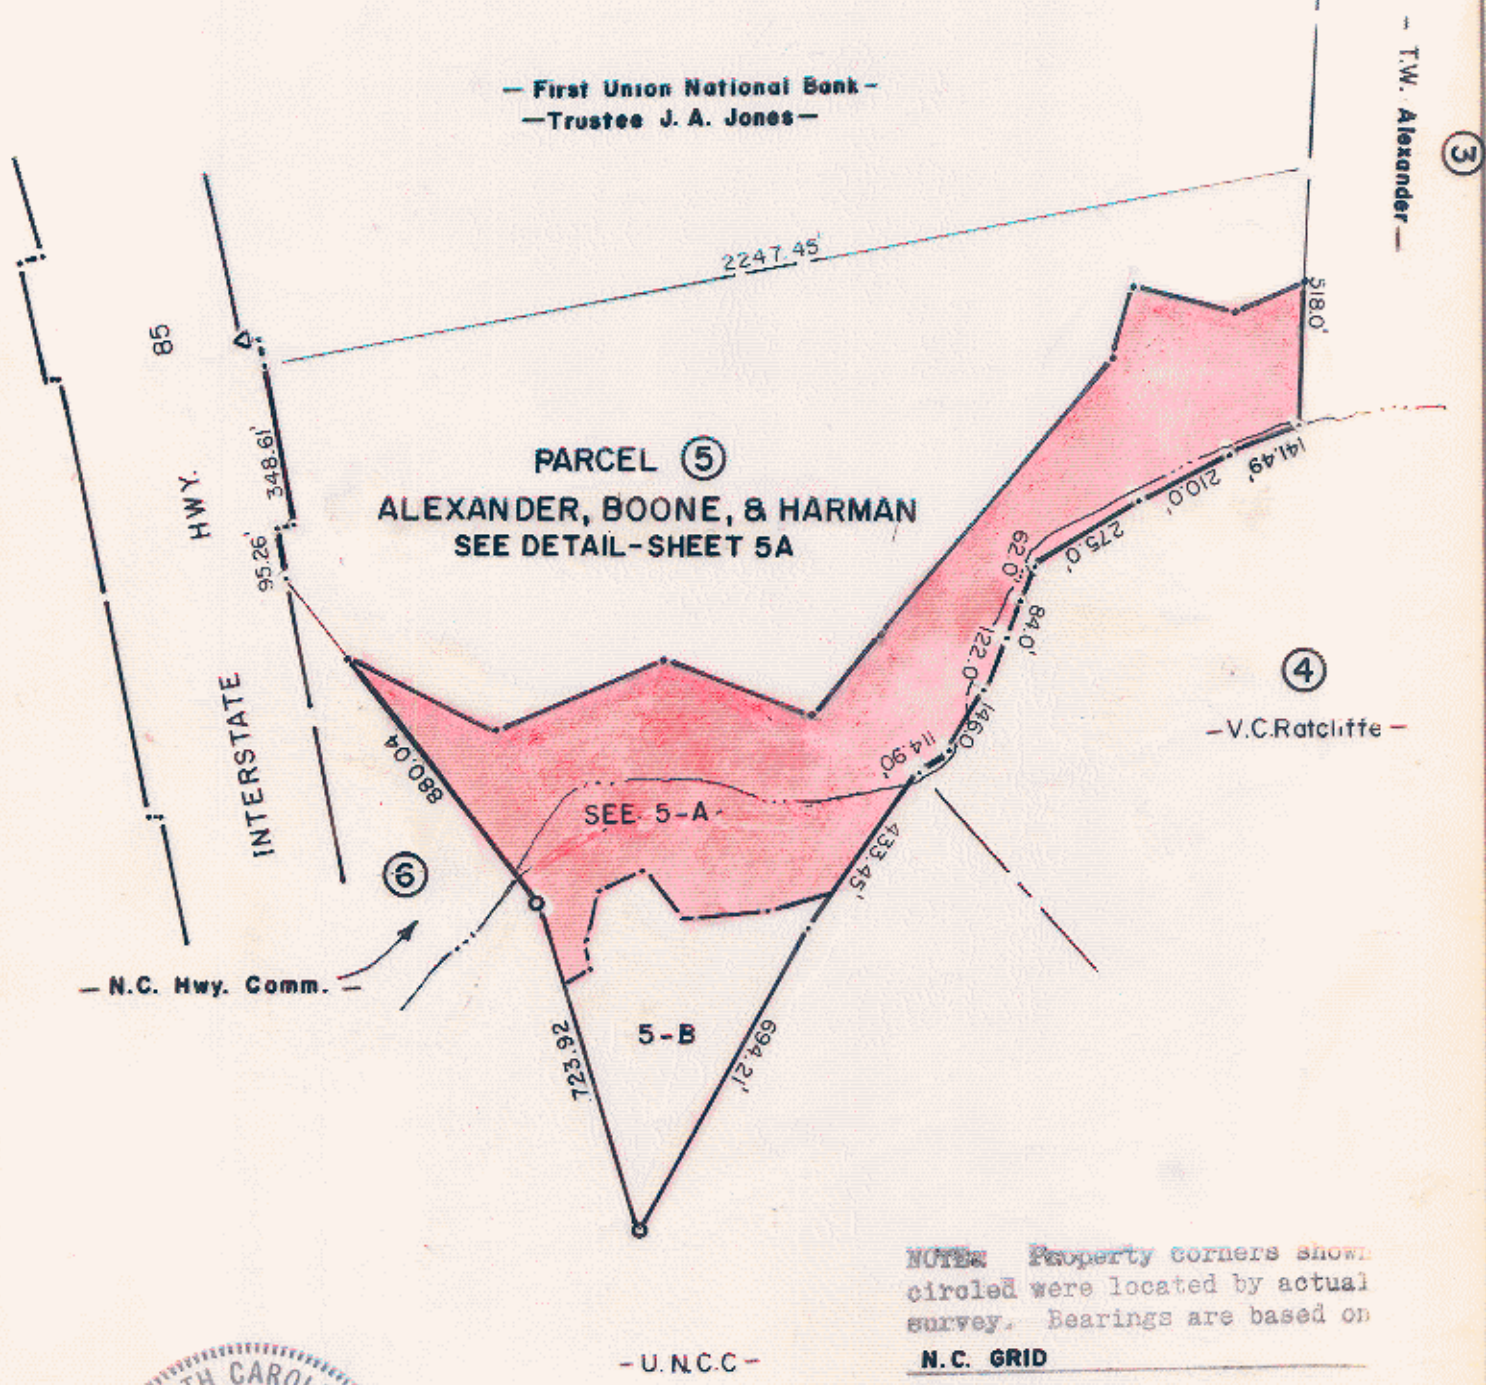 — First Union National Bank —
— Trustee J. A. Jones —
— T.W. Alexander —
③
2247.45'
518.0'
85
HWY.
INTERSTATE
348.61'
95.26'
PARCEL ⑤
ALEXANDER, BOONE, & HARMAN
SEE DETAIL-SHEET 5A
141.49'
210.0'
275.0'
62.0'
84.0'
122.0
146.0'
114.90'
④
— V.C. Ratcliffe —
880.04
SEE 5-A
433.45'
⑥
— N.C. Hwy. Comm. —
5-B
723.92
694.21'
NOTE: Property corners shown
circled were located by actual
survey. Bearings are based on
N.C. GRID
— U.N.C.C —
TH CAROL